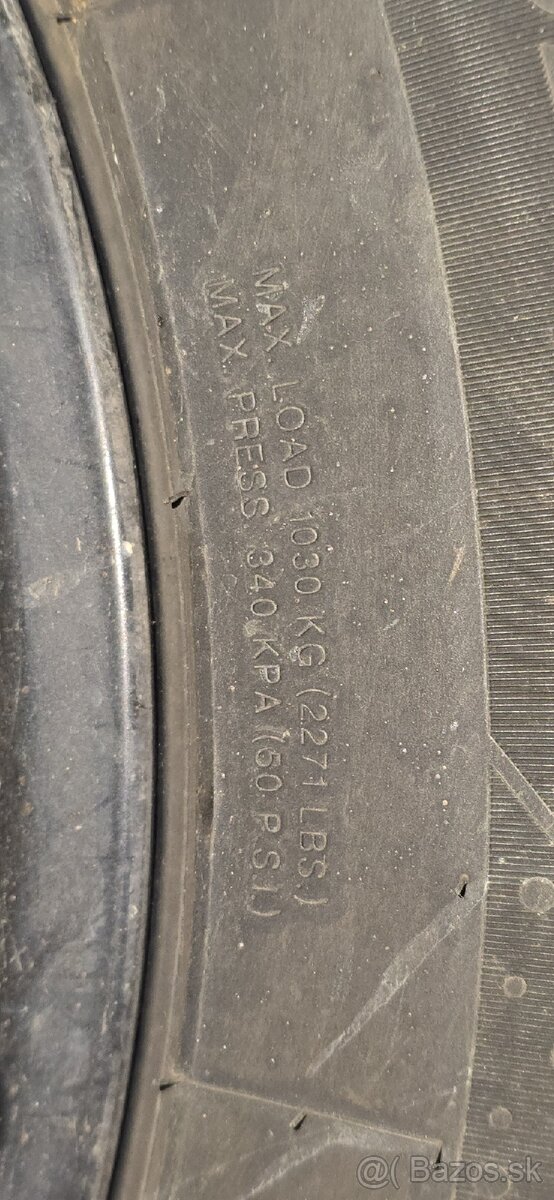 MAX. LOAD 1030 KG (2271 LBS.)
MAX. PRESS. 340 KPA (50 P.S.I.)
@( Bazos.sk